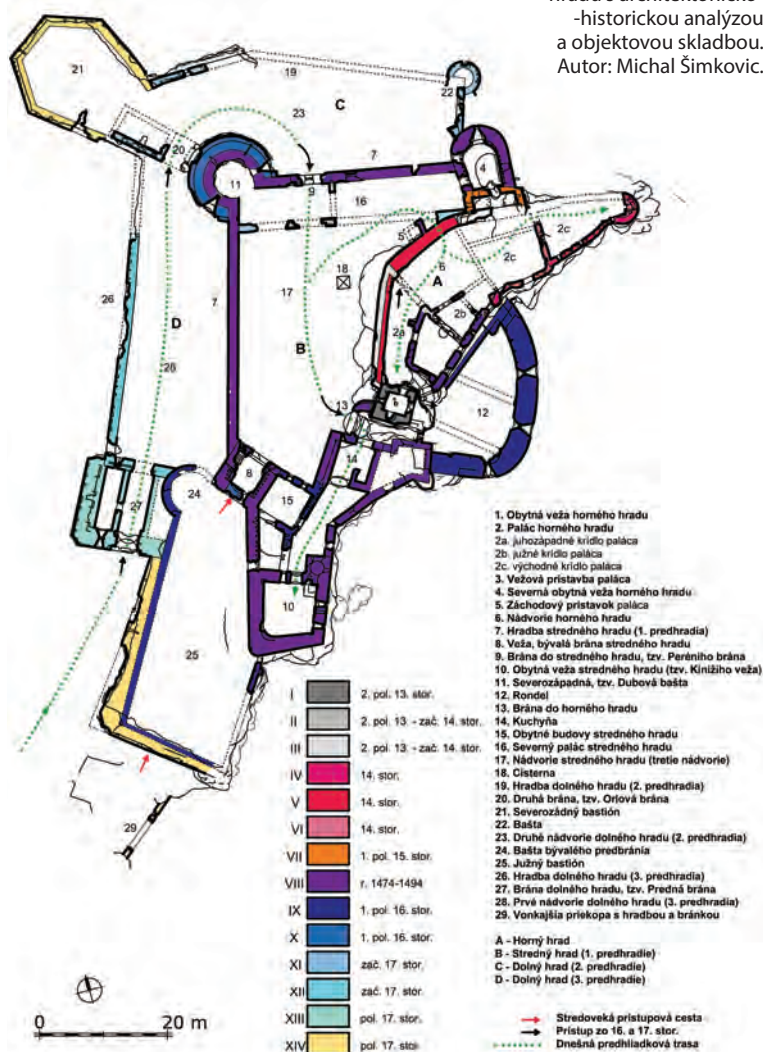 hradu s architektonicko-
-historickou analýzou
a objektovou skladbou.
Autor: Michal Šimkovic.
21
19
C
22
23
20
4
7
9
11
16
2c
5
6
2c
18
A
26
7
17
2b
D
2a
B
12
28
1
13
14
8
24
15
27
10
25
29
1. Obytná veža horného hradu
2. Palác horného hradu
2a. juhozápadné krídlo paláca
2b. južné krídlo paláca
2c. východné krídlo paláca
3. Vežová prístavba paláca
4. Severná obytná veža horného hradu
5. Záchodový prístavok paláca
6. Nádvorie horného hradu
7. Hradba stredného hradu (1. predhradia)
8. Veža, bývalá brána stredného hradu
9. Brána do stredného hradu, tzv. Peréniho brána
10. Obytná veža stredného hradu (tzv. Kinižiho veža)
11. Severozápadná, tzv. Dubová bašta
12. Rondel
13. Brána do horného hradu
14. Kuchyňa
15. Obytné budovy stredného hradu
16. Severný palác stredného hradu
17. Nádvorie stredného hradu (tretie nádvorie)
18. Cisterna
19. Hradba dolného hradu (2. predhradia)
20. Druhá brána, tzv. Orlová brána
21. Severozádný bastión
22. Bašta
23. Druhé nádvorie dolného hradu (2. predhradia)
24. Bašta bývalého predbránia
25. Južný bastión
26. Hradba dolného hradu (3. predhradia)
27. Brána dolného hradu, tzv. Predná brána
28. Prvé nádvorie dolného hradu (3. predhradia)
29. Vonkajšia priekopa s hradbou a bránkou
A - Horný hrad
B - Stredný hrad (1. predhradie)
C - Dolný hrad (2. predhradie)
D - Dolný hrad (3. predhradie)
Stredoveká prístupová cesta
Prístup zo 16. a 17. stor.
Dnešná prehliadková trasa
I 2. pol. 13. stor.
II 2. pol. 13 - zač. 14. stor.
III 2. pol. 13 - zač. 14. stor.
IV 14. stor.
V 14. stor.
VI 14. stor.
VII 1. pol. 15. stor.
VIII r. 1474-1494
IX 1. pol. 16. stor.
X 1. pol. 16. stor.
XI zač. 17 stor.
XII zač. 17. stor.
XIII pol. 17. stor.
XIV pol. 17. stor.
0 20 m